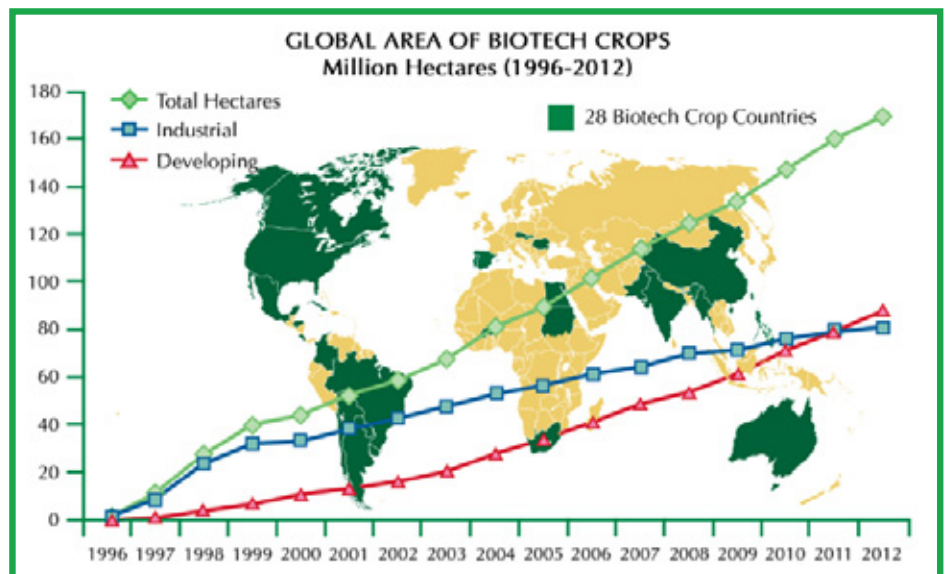 GLOBAL AREA OF BIOTECH CROPS
Million Hectares (1996-2012)
180
160
140
120
100
80
60
40
20
0
Total Hectares
Industrial
Developing
28 Biotech Crop Countries
1996 1997 1998 1999 2000 2001 2002 2003 2004 2005 2006 2007 2008 2009 2010 2011 2012